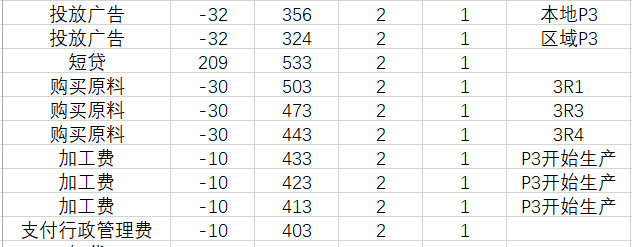 投放广告 -32 356 2 1 本地P3
投放广告 -32 324 2 1 区域P3
短贷 209 533 2 1
购买原料 -30 503 2 1 3R1
购买原料 -30 473 2 1 3R3
购买原料 -30 443 2 1 3R4
加工费 -10 433 2 1 P3开始生产
加工费 -10 423 2 1 P3开始生产
加工费 -10 413 2 1 P3开始生产
支付行政管理费 -10 403 2 1